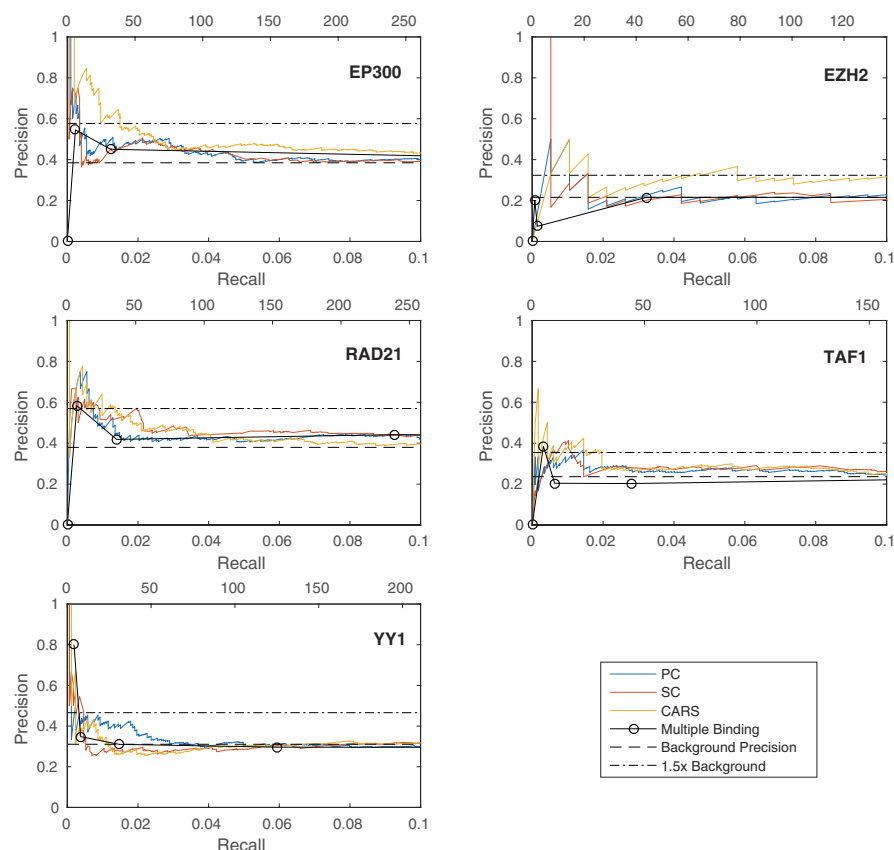 0 50 100 150 200 250
1
0.8
0.6
0.4
0.2
0
Precision
EP300
0 0.02 0.04 0.06 0.08 0.1
Recall
0 20 40 60 80 100 120
1
0.8
0.6
0.4
0.2
0
EZH2
0 0.02 0.04 0.06 0.08 0.1
Recall
0 50 100 150 200 250
1
0.8
0.6
0.4
0.2
0
Precision
RAD21
0 0.02 0.04 0.06 0.08 0.1
Recall
0 50 100 150
1
0.8
0.6
0.4
0.2
0
TAF1
0 0.02 0.04 0.06 0.08 0.1
Recall
0 50 100 150 200
1
0.8
0.6
0.4
0.2
0
Precision
YY1
0 0.02 0.04 0.06 0.08 0.1
Recall
PC
SC
CARS
Multiple Binding
Background Precision
1.5x Background